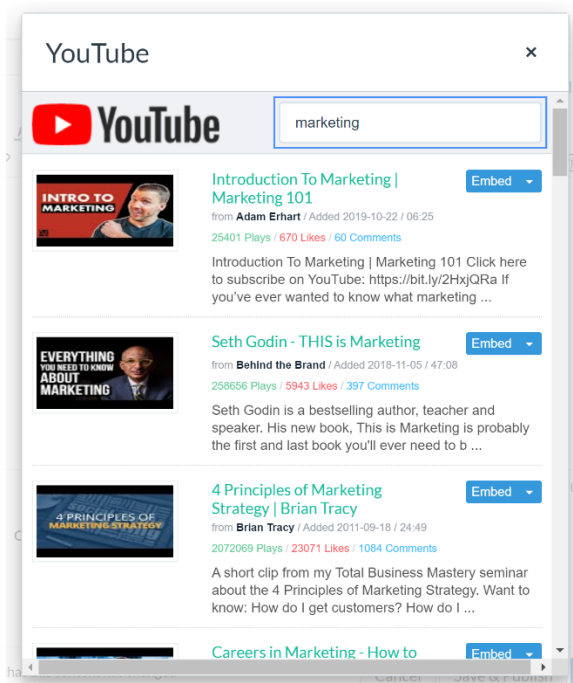 YouTube ×
YouTube
marketing
INTRO TO
MARKETING
Introduction To Marketing |
Marketing 101
Embed
from Adam Erhart / Added 2019-10-22 / 06:25
25401 Plays / 670 Likes / 60 Comments
Introduction To Marketing | Marketing 101 Click here
to subscribe on YouTube: https://bit.ly/2HxjQRa If
you've ever wanted to know what marketing ...
EVERYTHING
YOU NEED TO KNOW
ABOUT
MARKETING
Seth Godin - THIS is Marketing
Embed
from Behind the Brand / Added 2018-11-05 / 47:08
258656 Plays / 5943 Likes / 397 Comments
Seth Godin is a bestselling author, teacher and
speaker. His new book, This is Marketing is probably
the first and last book you'll ever need to b ...
4 PRINCIPLES OF
MARKETING STRATEGY
4 Principles of Marketing
Strategy | Brian Tracy
Embed
from Brian Tracy / Added 2011-09-18 / 24:49
2072069 Plays / 23071 Likes / 1084 Comments
A short clip from my Total Business Mastery seminar
about the 4 Principles of Marketing Strategy. Want to
know: How do I get customers? How do I ...
Careers in Marketing - How to
Embed
Cancel Save & Publish